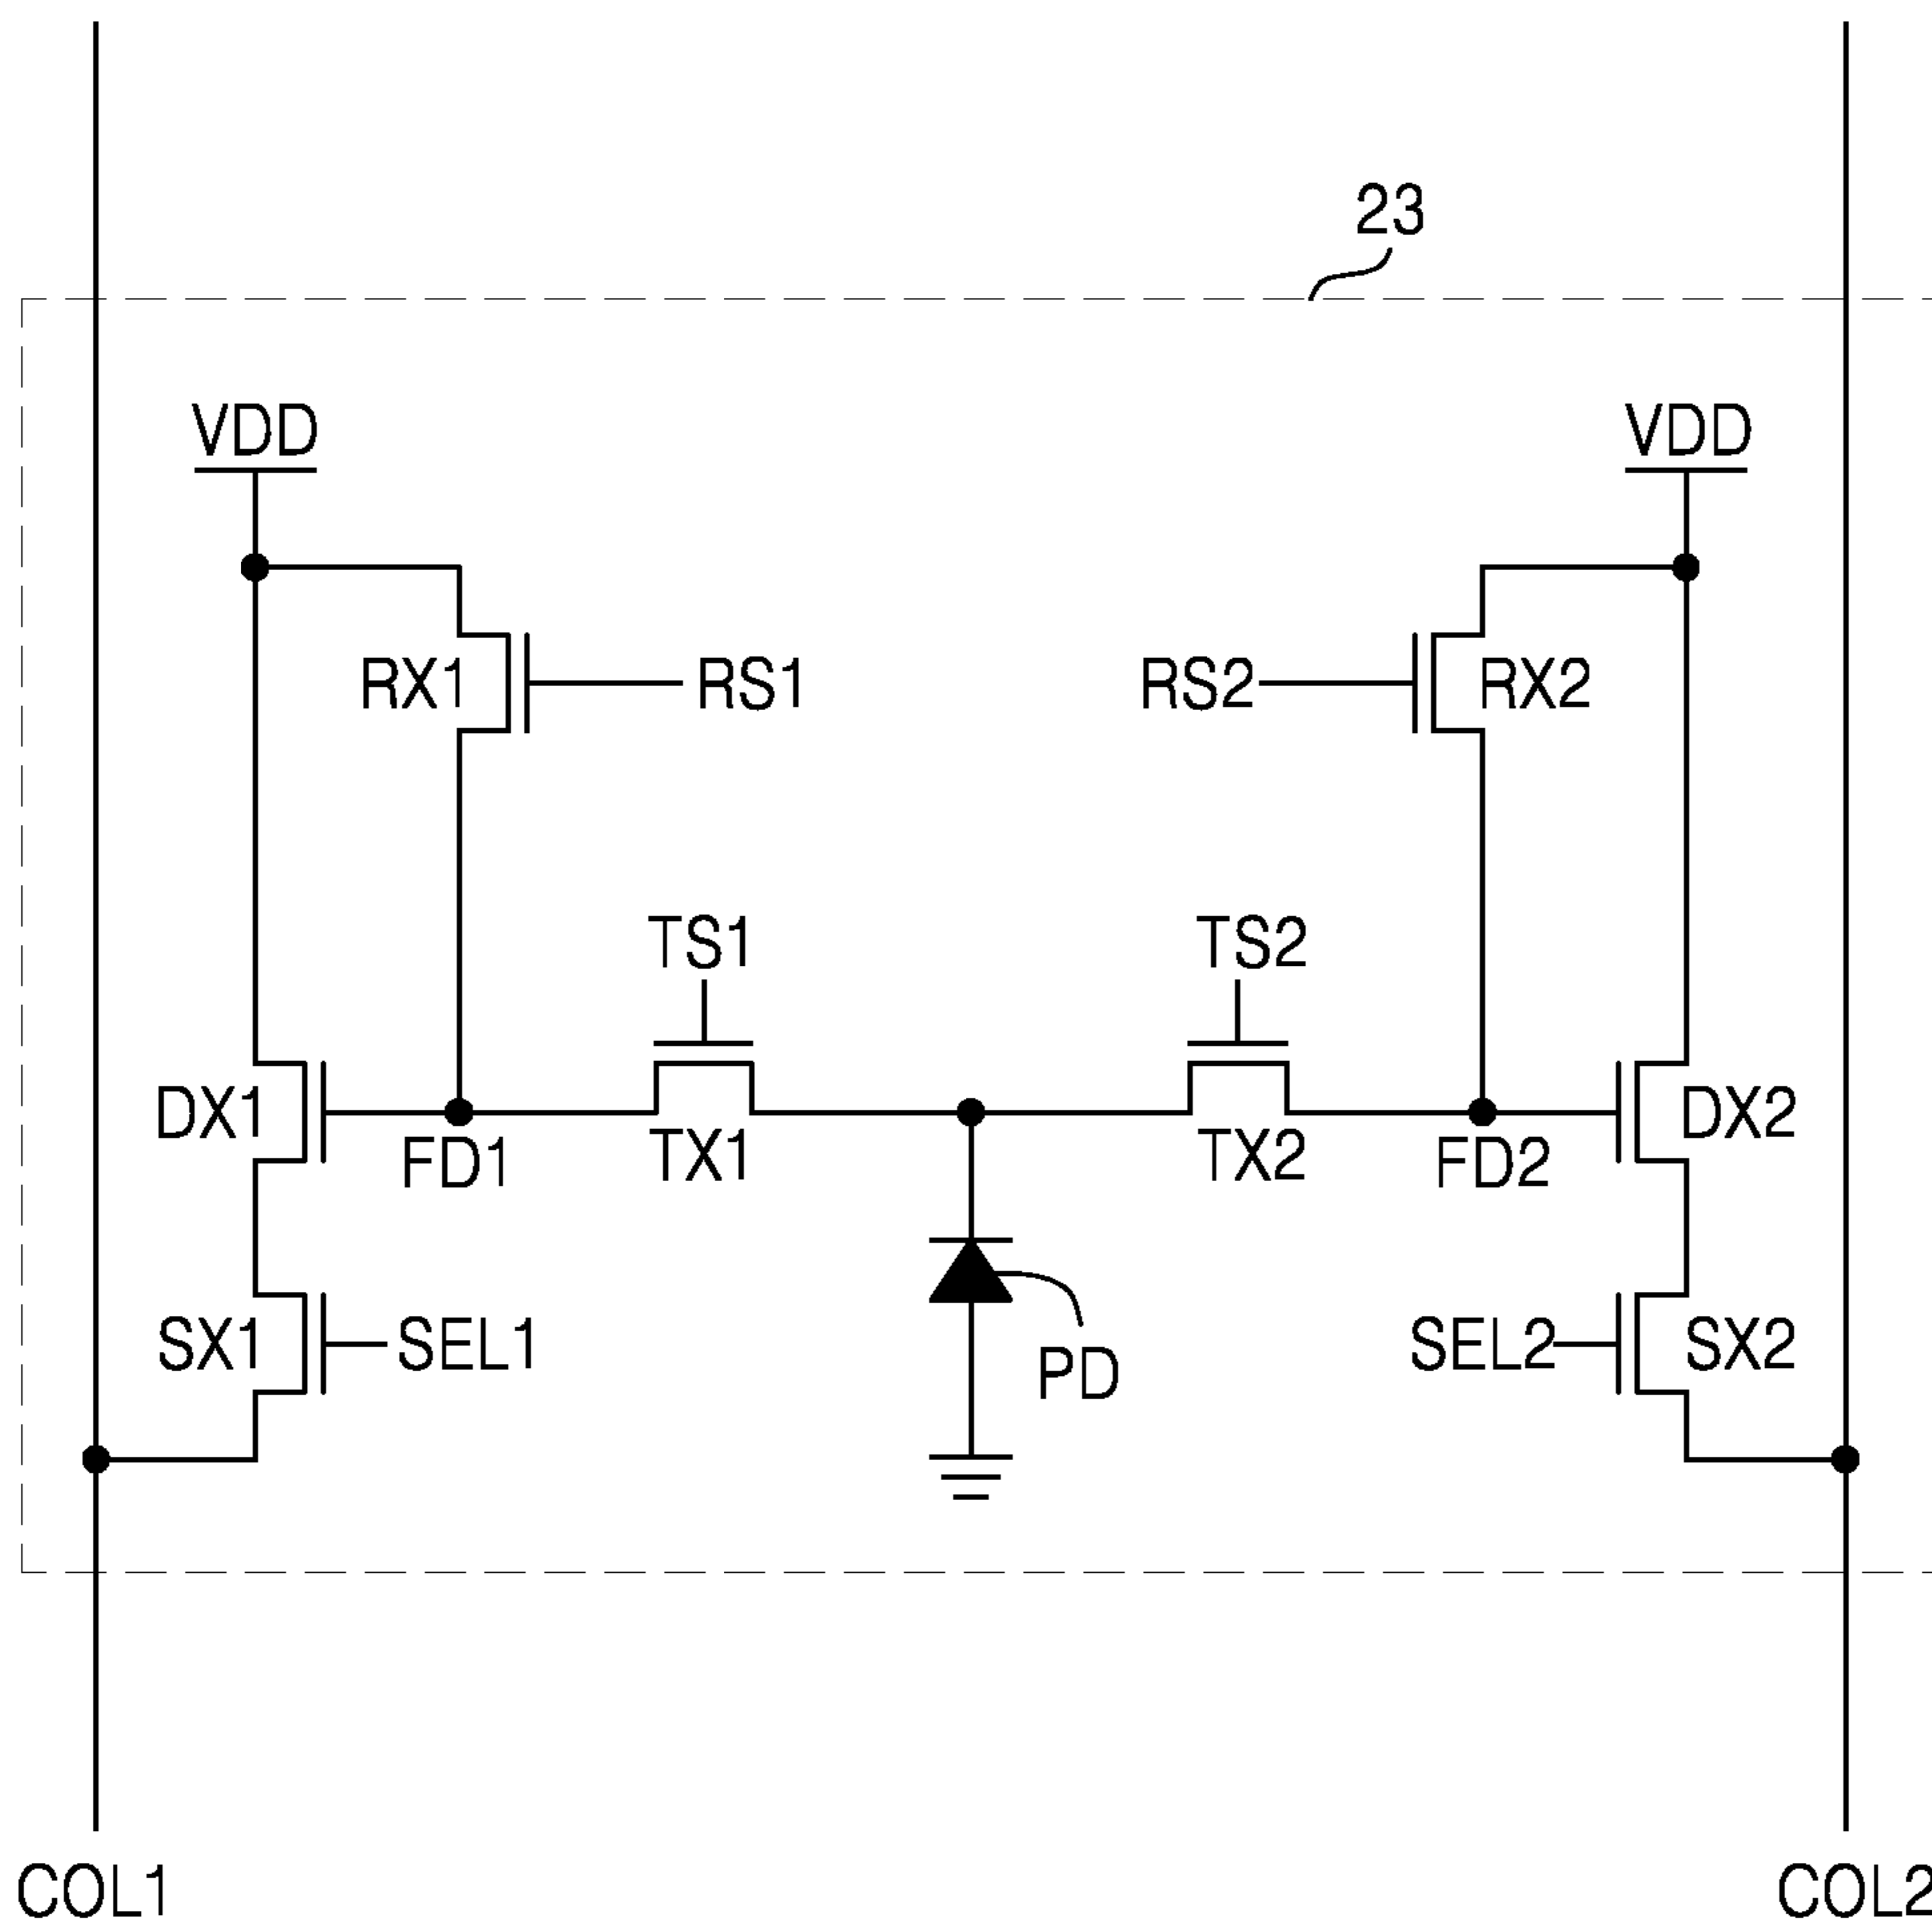 23
VDD VDD
RX1 RS1 RS2 RX2
TS1 TS2
DX1 FD1 TX1 TX2 FD2 DX2
SX1 SEL1 PD SEL2 SX2
COL1 COL2